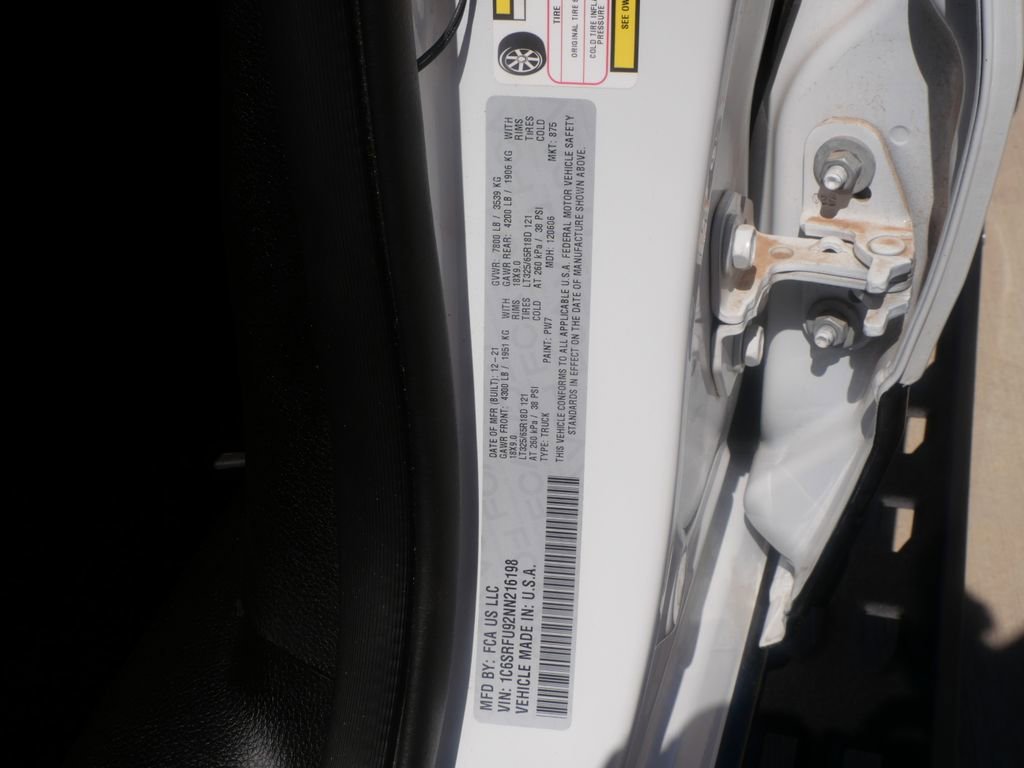 TIRE
ORIGINAL TIRE
COLD TIRE INFL
PRESSURE
SEE OW
MFD BY: FCA US LLC
VIN: 1C6SRFU92NN216198
VEHICLE MADE IN: U.S.A.
DATE OF MFR (BUILT): 12-21 GVWR: 7800 LB / 3539 KG
GAWR FRONT: 4300 LB / 1951 KG WITH GAWR REAR: 4200 LB / 1906 KG WITH
18X9.0 RIMS 18X9.0 RIMS
LT325/65R18D 121 TIRES LT325/65R18D 121 TIRES
AT 260 kPa / 38 PSI COLD AT 260 kPa / 38 PSI COLD
TYPE: TRUCK PAINT: PW7 MDH: 120606 MKT: 875
THIS VEHICLE CONFORMS TO ALL APPLICABLE U.S.A. FEDERAL MOTOR VEHICLE SAFETY
STANDARDS IN EFFECT ON THE DATE OF MANUFACTURE SHOWN ABOVE.